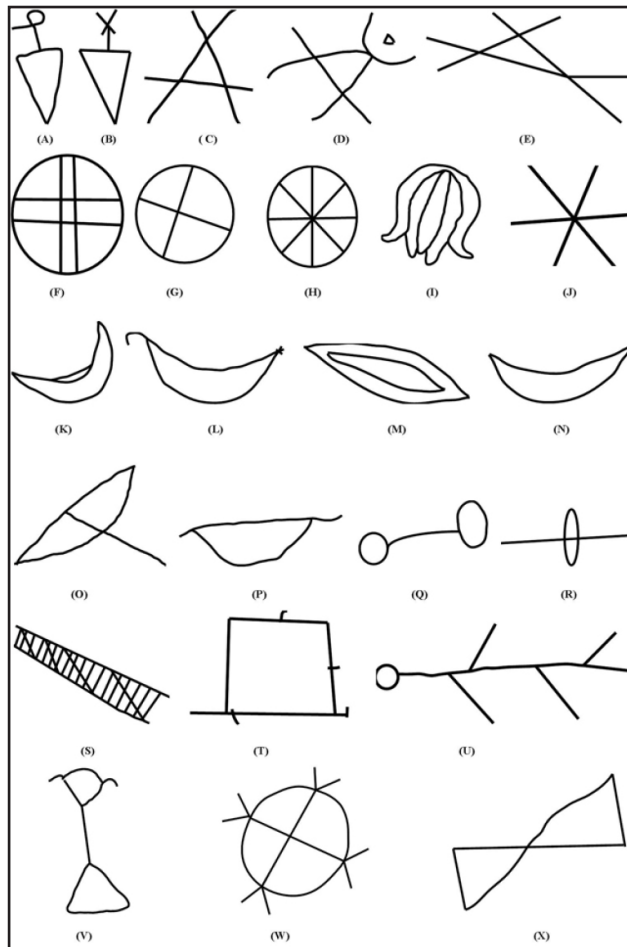 (A) (B) ( C) (D) (E)
(F) (G) (H) (I) (J)
(K) (L) (M) (N)
(O) (P) (Q) (R)
(S) (T) (U)
(V) (W) (X)